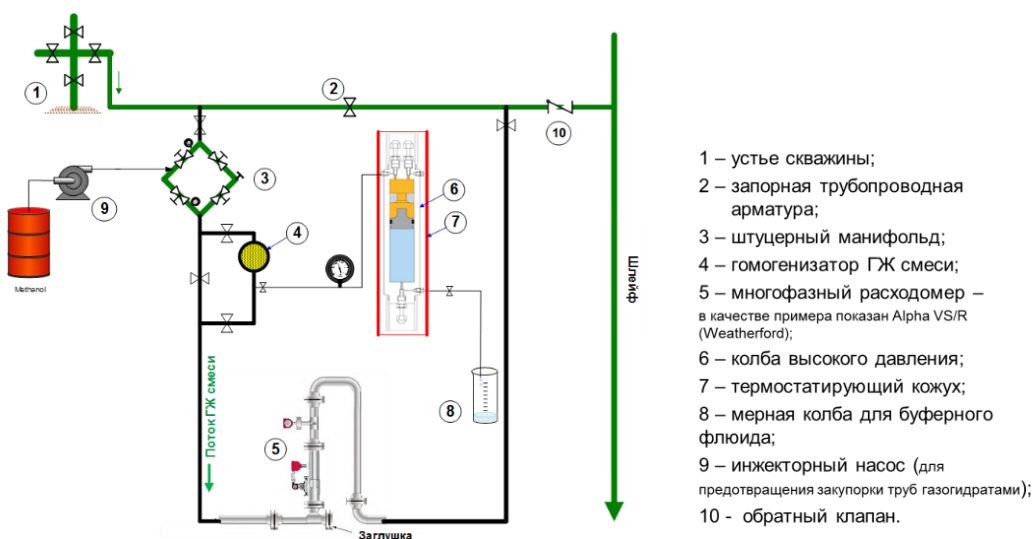 1
2
3
4
5
6
7
8
9
10
Methanol
Поток ГЖ смеси
Заглушка
Шлейф
1 – устье скважины;
2 – запорная трубопроводная
арматура;
3 – штуцерный манифольд;
4 – гомогенизатор ГЖ смеси;
5 – многофазный расходомер –
в качестве примера показан Alpha VS/R
(Weatherford);
6 – колба высокого давления;
7 – термостатирующий кожух;
8 – мерная колба для буферного
флюида;
9 – инжекторный насос (для
предотвращения закупорки труб газогидратами);
10 - обратный клапан.